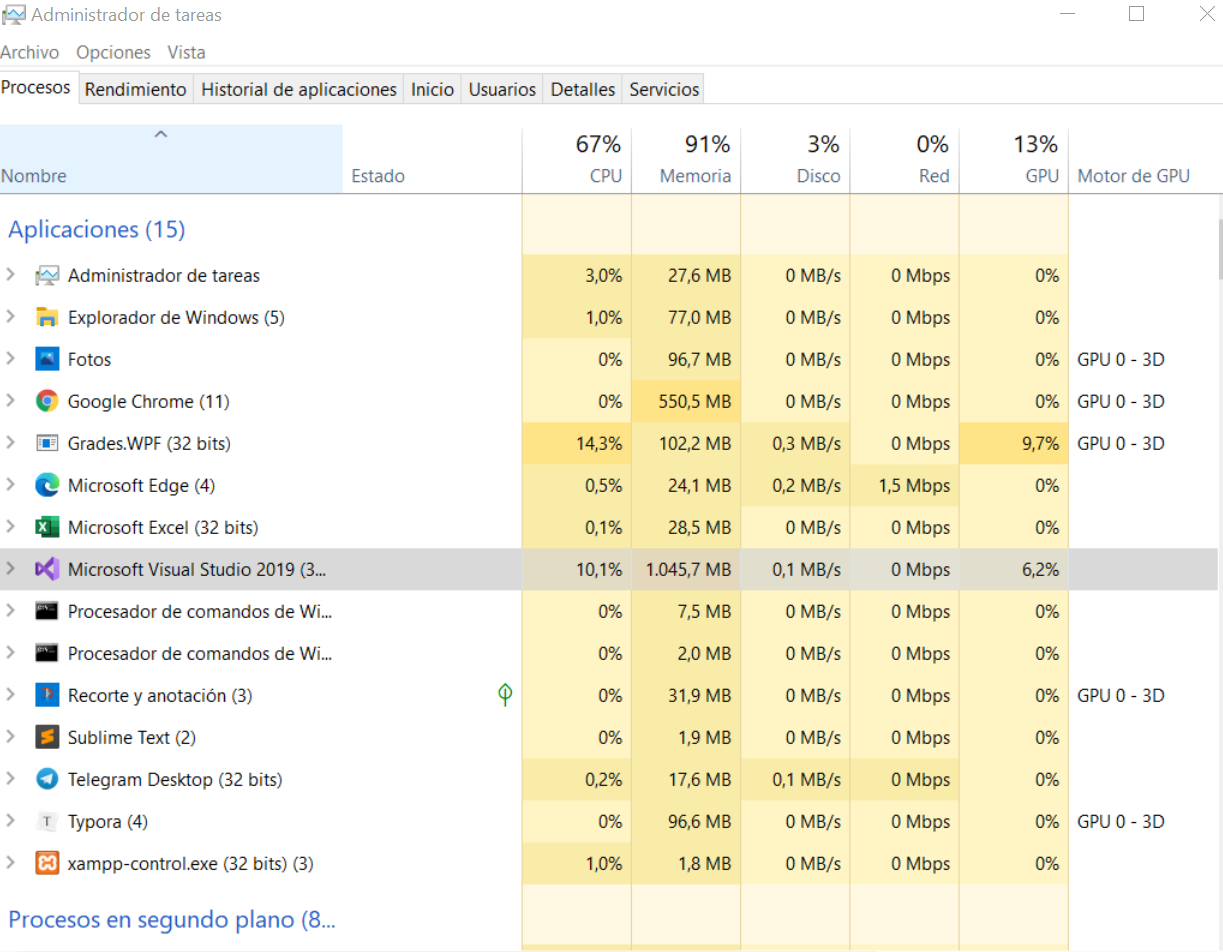 Administrador de tareas
Archivo Opciones Vista
Procesos Rendimiento Historial de aplicaciones Inicio Usuarios Detalles Servicios
67% 91% 3% 0% 13%
Nombre Estado CPU Memoria Disco Red GPU Motor de GPU
Aplicaciones (15)
Administrador de tareas 3,0% 27,6 MB 0 MB/s 0 Mbps 0%
Explorador de Windows (5) 1,0% 77,0 MB 0 MB/s 0 Mbps 0%
Fotos 0% 96,7 MB 0 MB/s 0 Mbps 0% GPU 0 - 3D
Google Chrome (11) 0% 550,5 MB 0 MB/s 0 Mbps 0% GPU 0 - 3D
Grades.WPF (32 bits) 14,3% 102,2 MB 0,3 MB/s 0 Mbps 9,7% GPU 0 - 3D
Microsoft Edge (4) 0,5% 24,1 MB 0,2 MB/s 1,5 Mbps 0%
Microsoft Excel (32 bits) 0,1% 28,5 MB 0 MB/s 0 Mbps 0%
Microsoft Visual Studio 2019 (3... 10,1% 1.045,7 MB 0,1 MB/s 0 Mbps 6,2%
Procesador de comandos de Wi... 0% 7,5 MB 0 MB/s 0 Mbps 0%
Procesador de comandos de Wi... 0% 2,0 MB 0 MB/s 0 Mbps 0%
Recorte y anotación (3) 0% 31,9 MB 0 MB/s 0 Mbps 0% GPU 0 - 3D
Sublime Text (2) 0% 1,9 MB 0 MB/s 0 Mbps 0%
Telegram Desktop (32 bits) 0,2% 17,6 MB 0,1 MB/s 0 Mbps 0%
Typora (4) 0% 96,6 MB 0 MB/s 0 Mbps 0% GPU 0 - 3D
xampp-control.exe (32 bits) (3) 1,0% 1,8 MB 0 MB/s 0 Mbps 0%
Procesos en segundo plano (8...